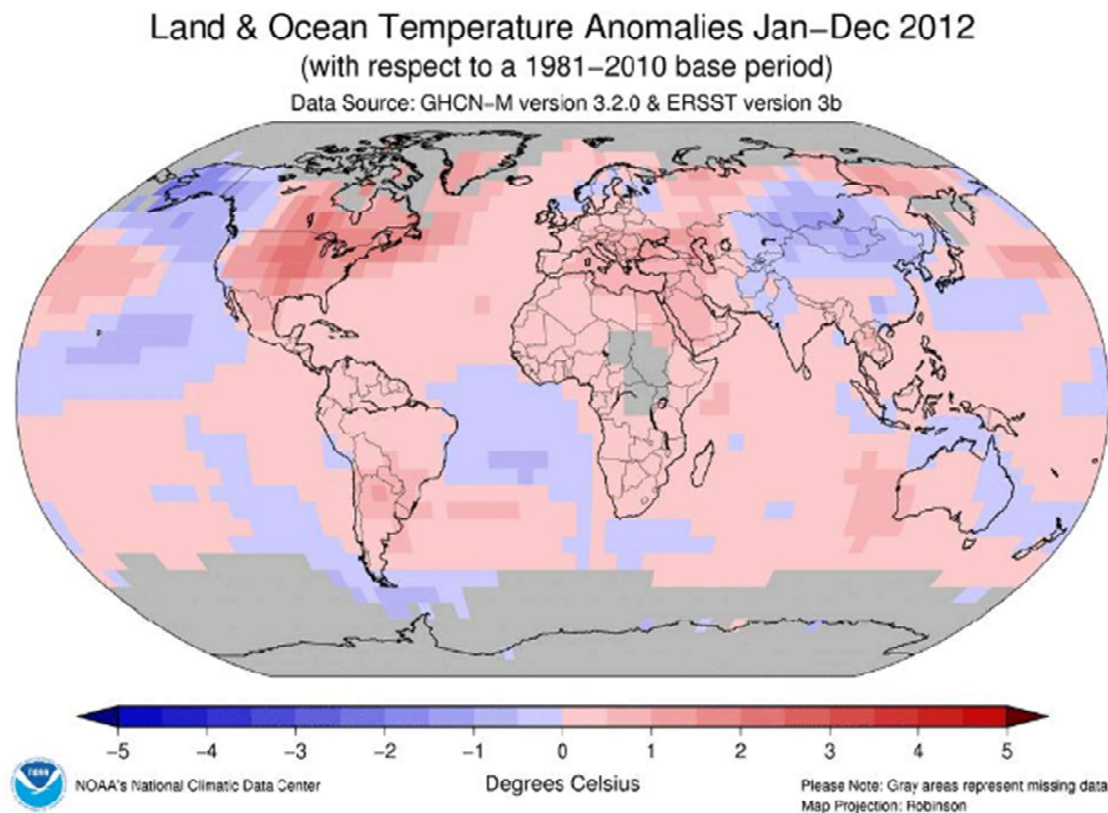 Land & Ocean Temperature Anomalies Jan–Dec 2012
(with respect to a 1981–2010 base period)
Data Source: GHCN–M version 3.2.0 & ERSST version 3b
−5 −4 −3 −2 −1 0 1 2 3 4 5
NOAA
NOAA's National Climatic Data Center
Degrees Celsius
Please Note: Gray areas represent missing data
Map Projection: Robinson